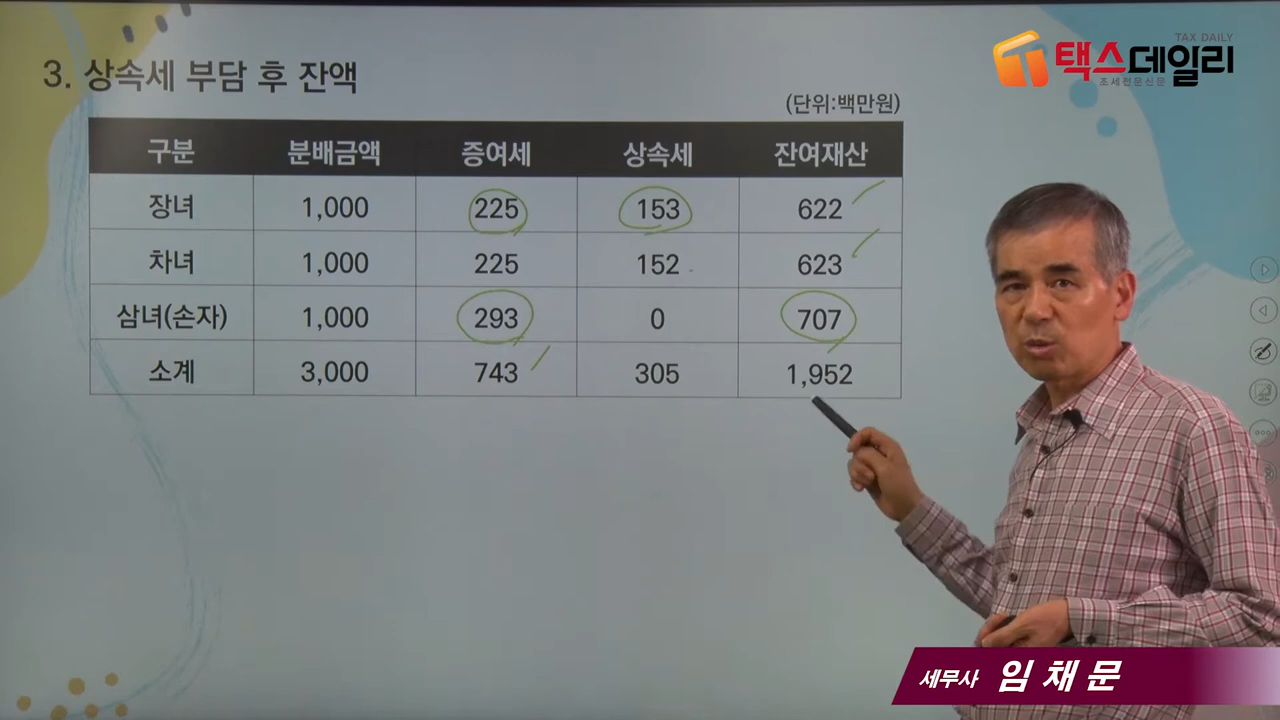 3. 상속세 부담 후 잔액
TAX DAILY
택스데일리
조세전문신문
(단위:백만원)
구분 분배금액 증여세 상속세 잔여재산
장녀 1,000 225 153 622
차녀 1,000 225 152 623
삼녀(손자) 1,000 293 0 707
소계 3,000 743 305 1,952
세무사 임채문